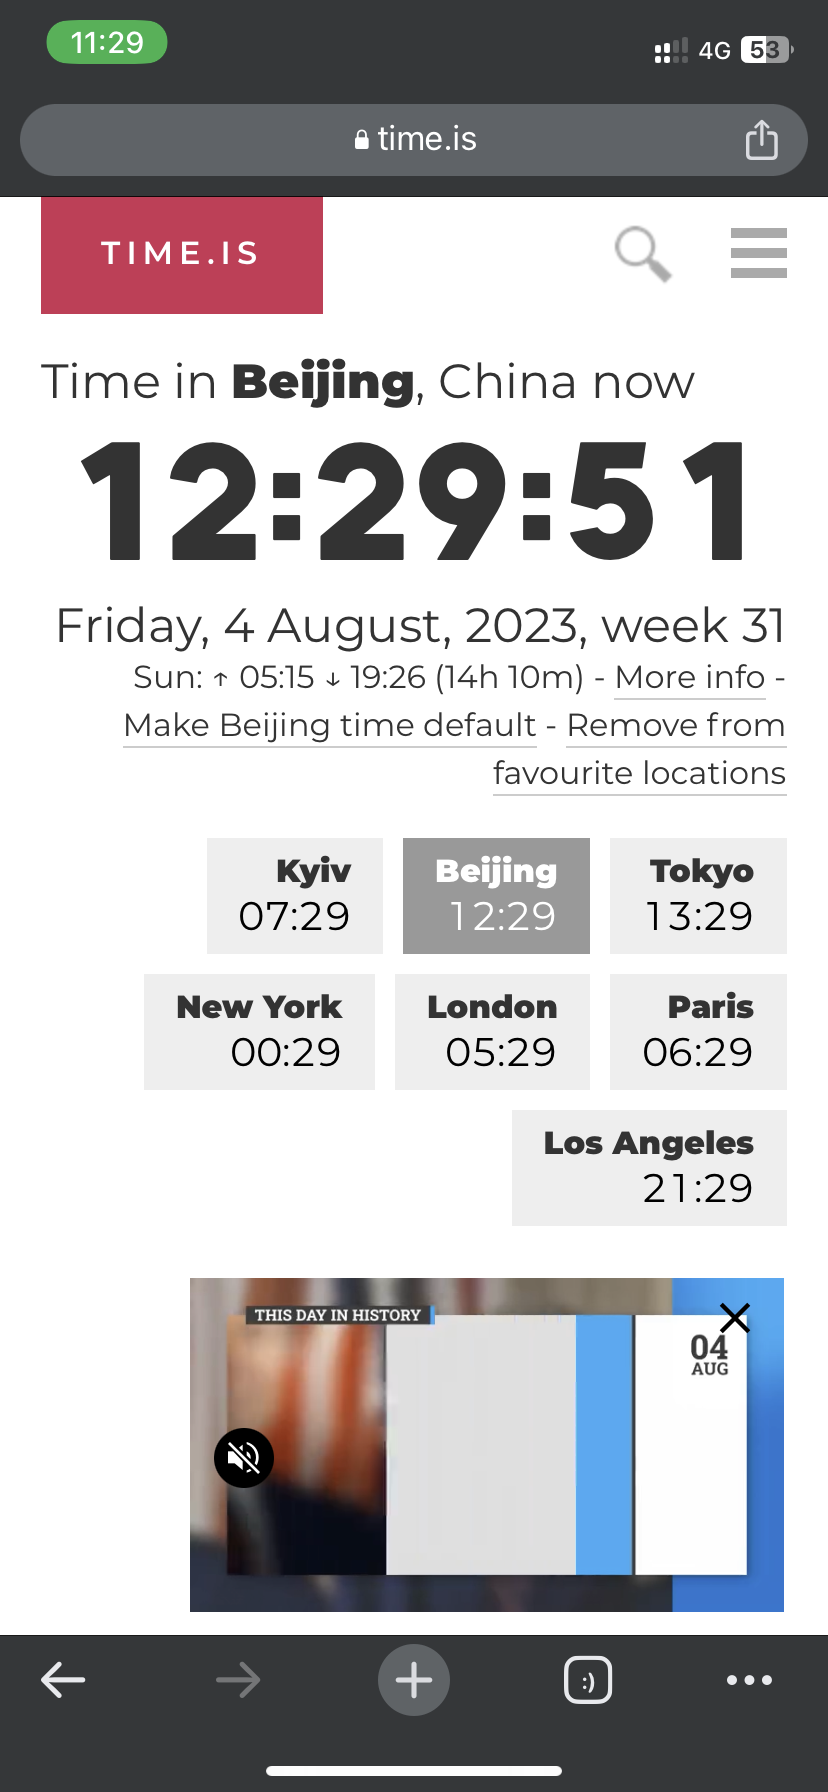 11:29
4G 53
time.is
TIME.IS
Time in Beijing, China now
12:29:51
Friday, 4 August, 2023, week 31
Sun: ↑ 05:15 ↓ 19:26 (14h 10m) - More info -
Make Beijing time default - Remove from
favourite locations
Kyiv
07:29
Beijing
12:29
Tokyo
13:29
New York
00:29
London
05:29
Paris
06:29
Los Angeles
21:29
THIS DAY IN HISTORY
04
AUG
:)